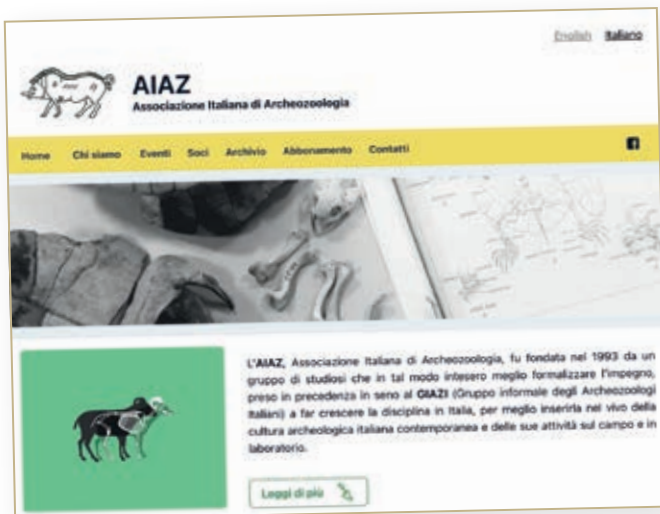 English Italiano
AIAZ
Associazione Italiana di Archeozoologia
Home Chi siamo Eventi Soci Archivio Abbonamento Contatti
L'AIAZ, Associazione Italiana di Archeozoologia, fu fondata nel 1993 da un
gruppo di studiosi che in tal modo intesero meglio formalizzare l'impegno,
preso in precedenza in seno al GIAZI (Gruppo informale degli Archeozoologi
Italiani) a far crescere la disciplina in Italia, per meglio inserirla nel vivo della
cultura archeologica italiana contemporanea e delle sue attività sul campo e in
laboratorio.
Leggi di più